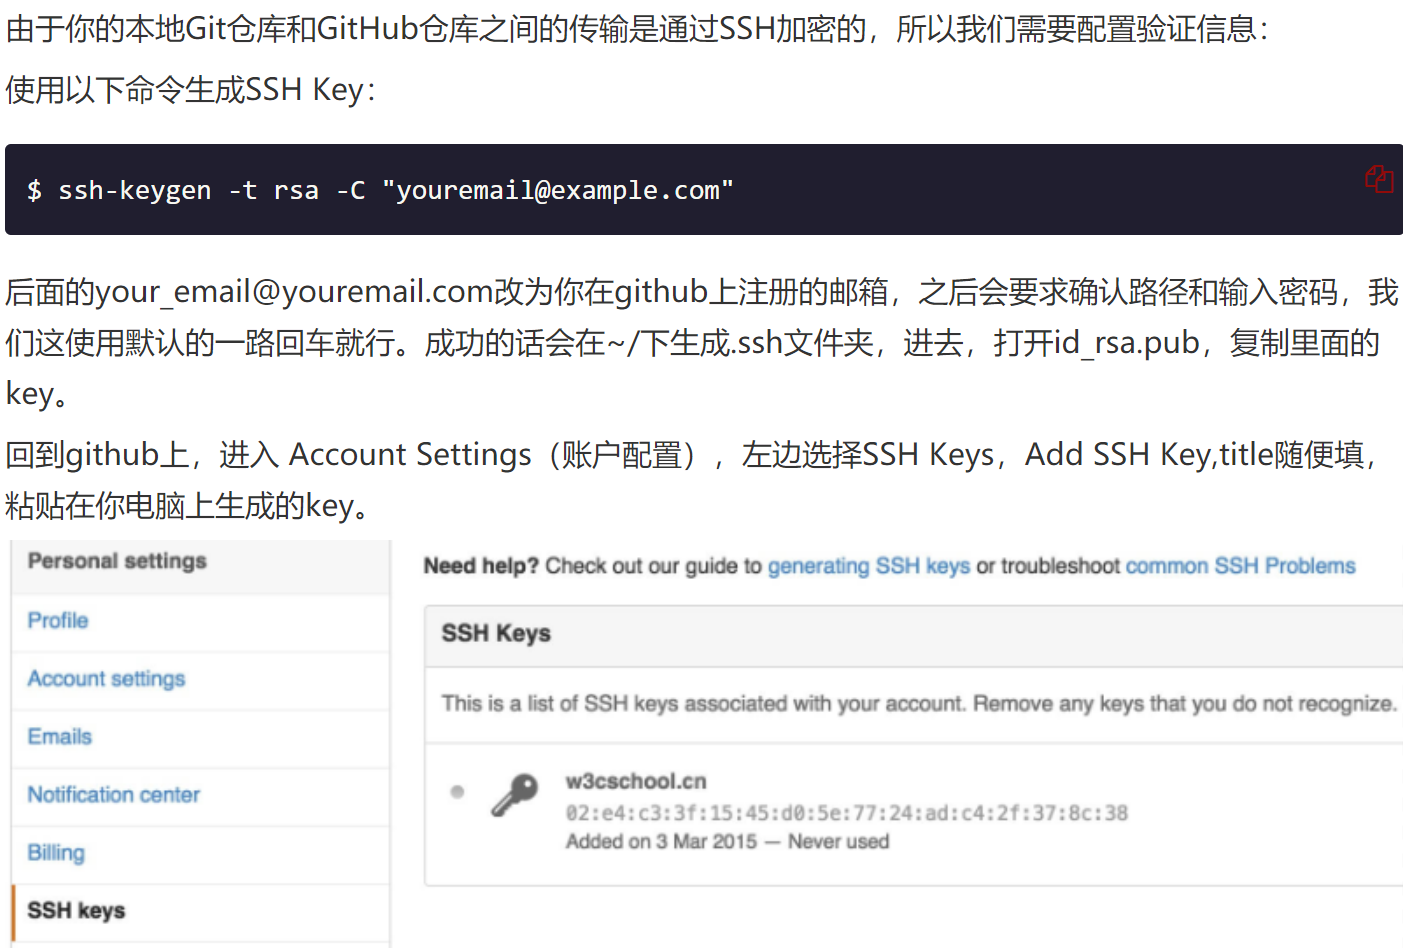 由于你的本地Git仓库和GitHub仓库之间的传输是通过SSH加密的，所以我们需要配置验证信息：
使用以下命令生成SSH Key：
$ ssh-keygen -t rsa -C "youremail@example.com"
后面的your_email@youremail.com改为你在github上注册的邮箱，之后会要求确认路径和输入密码，我
们这使用默认的一路回车就行。成功的话会在~/下生成.ssh文件夹，进去，打开id_rsa.pub，复制里面的
key。
回到github上，进入 Account Settings（账户配置），左边选择SSH Keys，Add SSH Key,title随便填，
粘贴在你电脑上生成的key。
Personal settings
Profile
Account settings
Emails
Notification center
Billing
SSH keys
Need help? Check out our guide to generating SSH keys or troubleshoot common SSH Problems
SSH Keys
This is a list of SSH keys associated with your account. Remove any keys that you do not recognize.
w3cschool.cn
02:e4:c3:3f:15:45:d0:5e:77:24:ad:c4:2f:37:8c:38
Added on 3 Mar 2015 — Never used